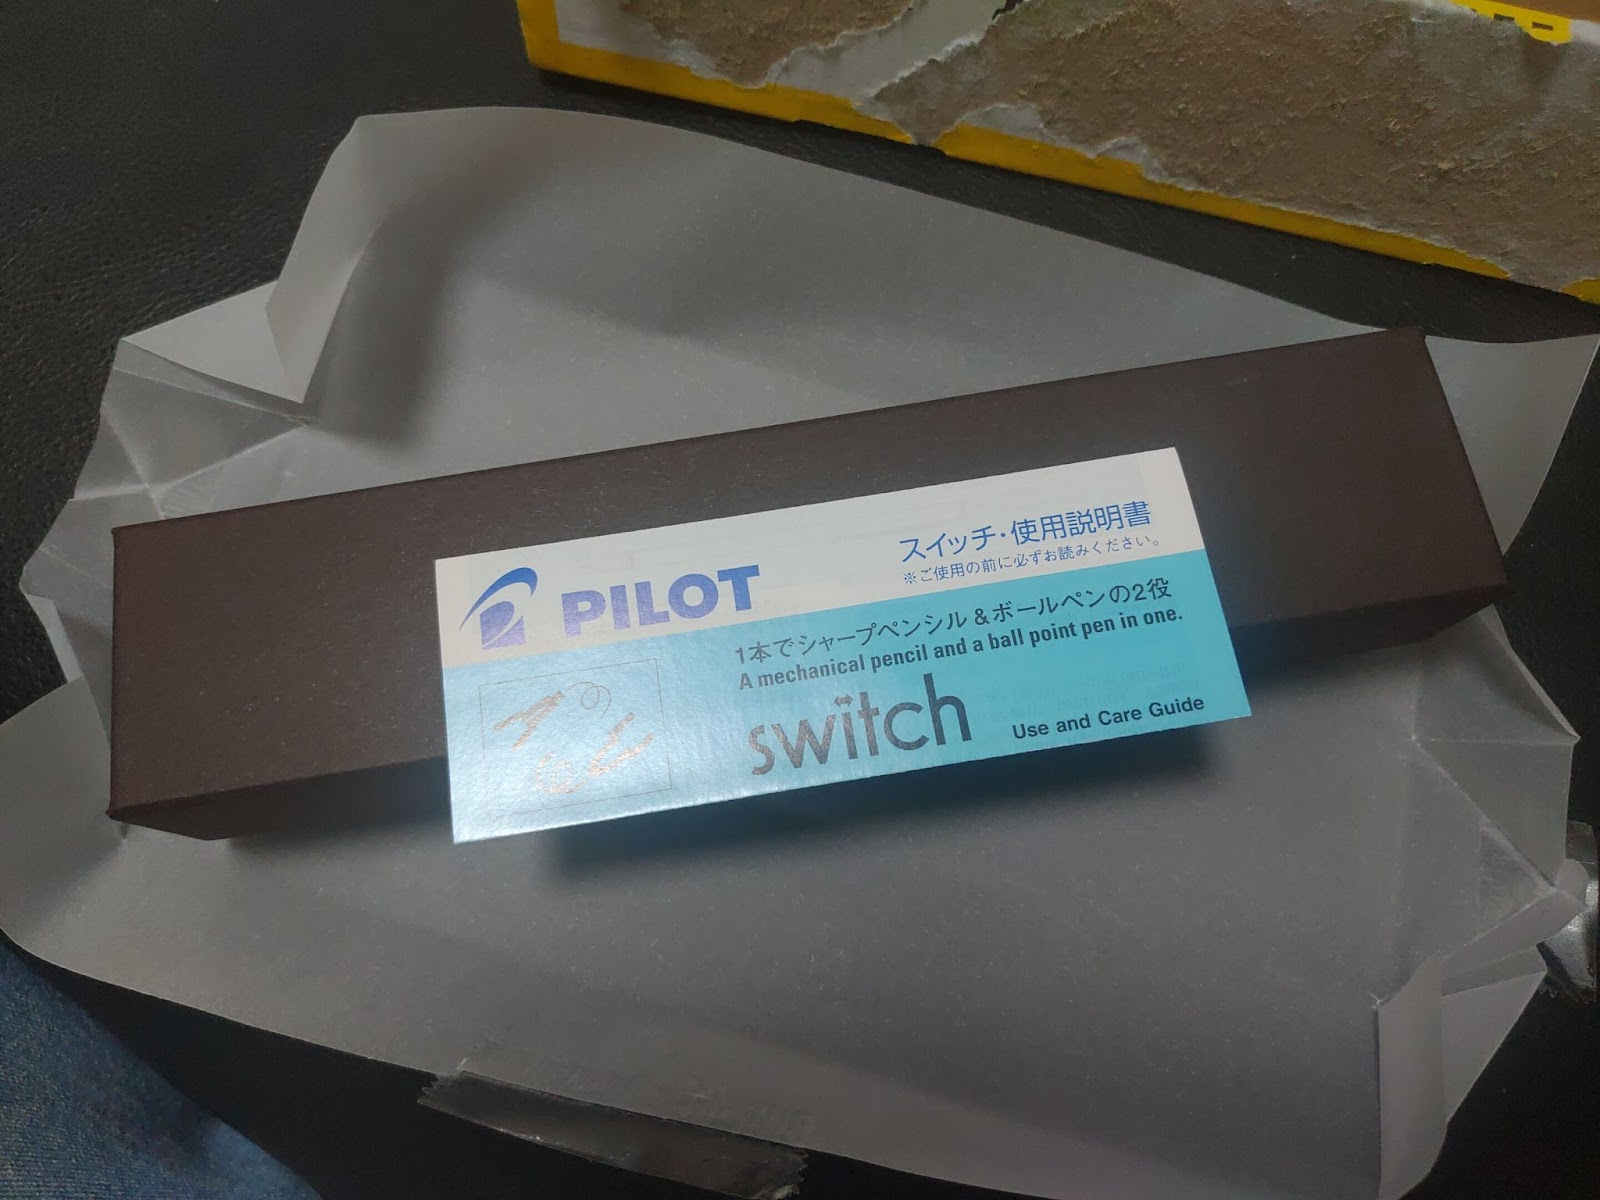 PILOT
スイッチ・使用説明書
※ご使用の前に必ずお読みください。
1本でシャープペンシル&ボールペンの2役
A mechanical pencil and a ball point pen in one.
switch
Use and Care Guide